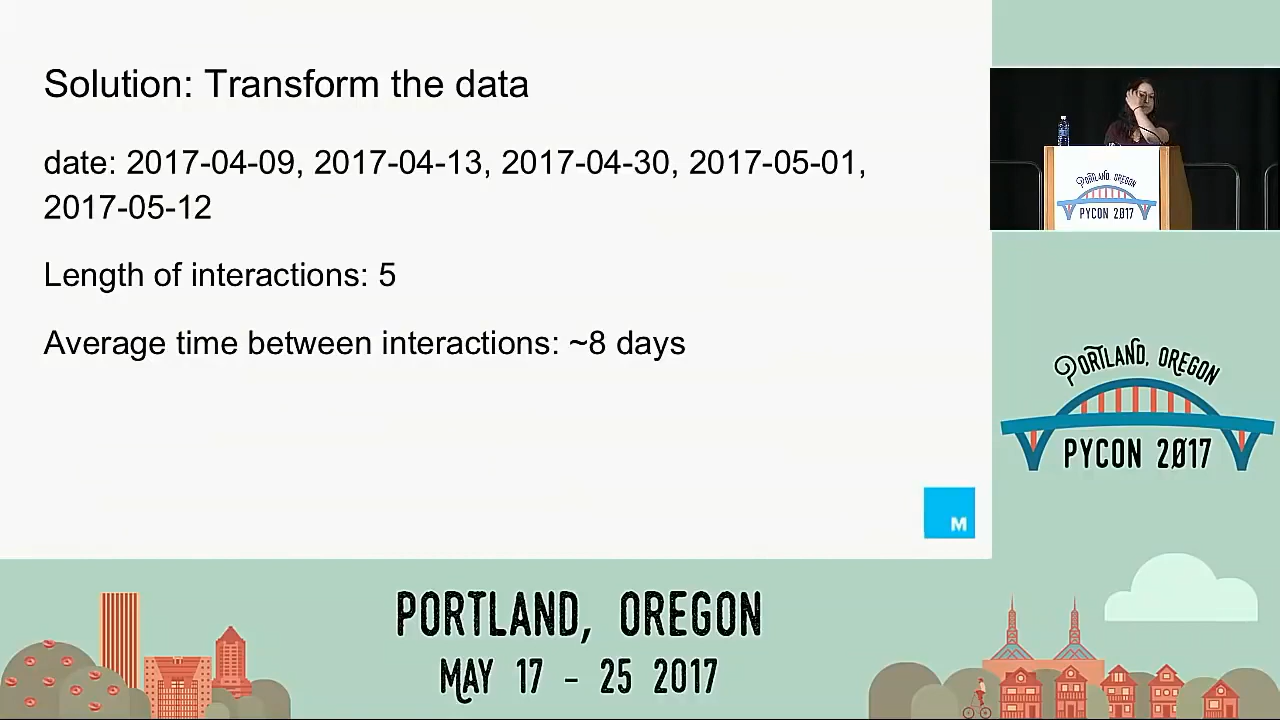 Solution: Transform the data
date: 2017-04-09, 2017-04-13, 2017-04-30, 2017-05-01,
2017-05-12
Length of interactions: 5
Average time between interactions: ~8 days
M
PORTLAND, OREGON
PYCON 2017
PORTLAND, OREGON
PYCON 2017
PORTLAND, OREGON
MAY 17 - 25 2017